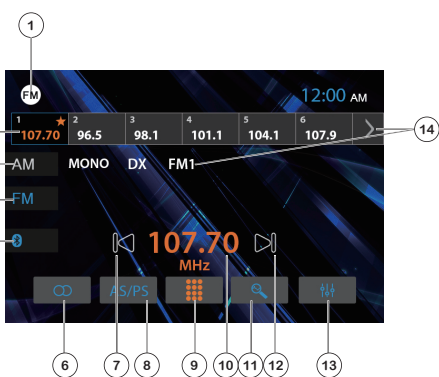 1
FM
12:00 AM
1 2 3 4 5 6
107.70 96.5 98.1 101.1 104.1 107.9
14
AM MONO DX FM1
FM
107.70
MHz
AS/PS
6 7 8 9 10 11 12 13